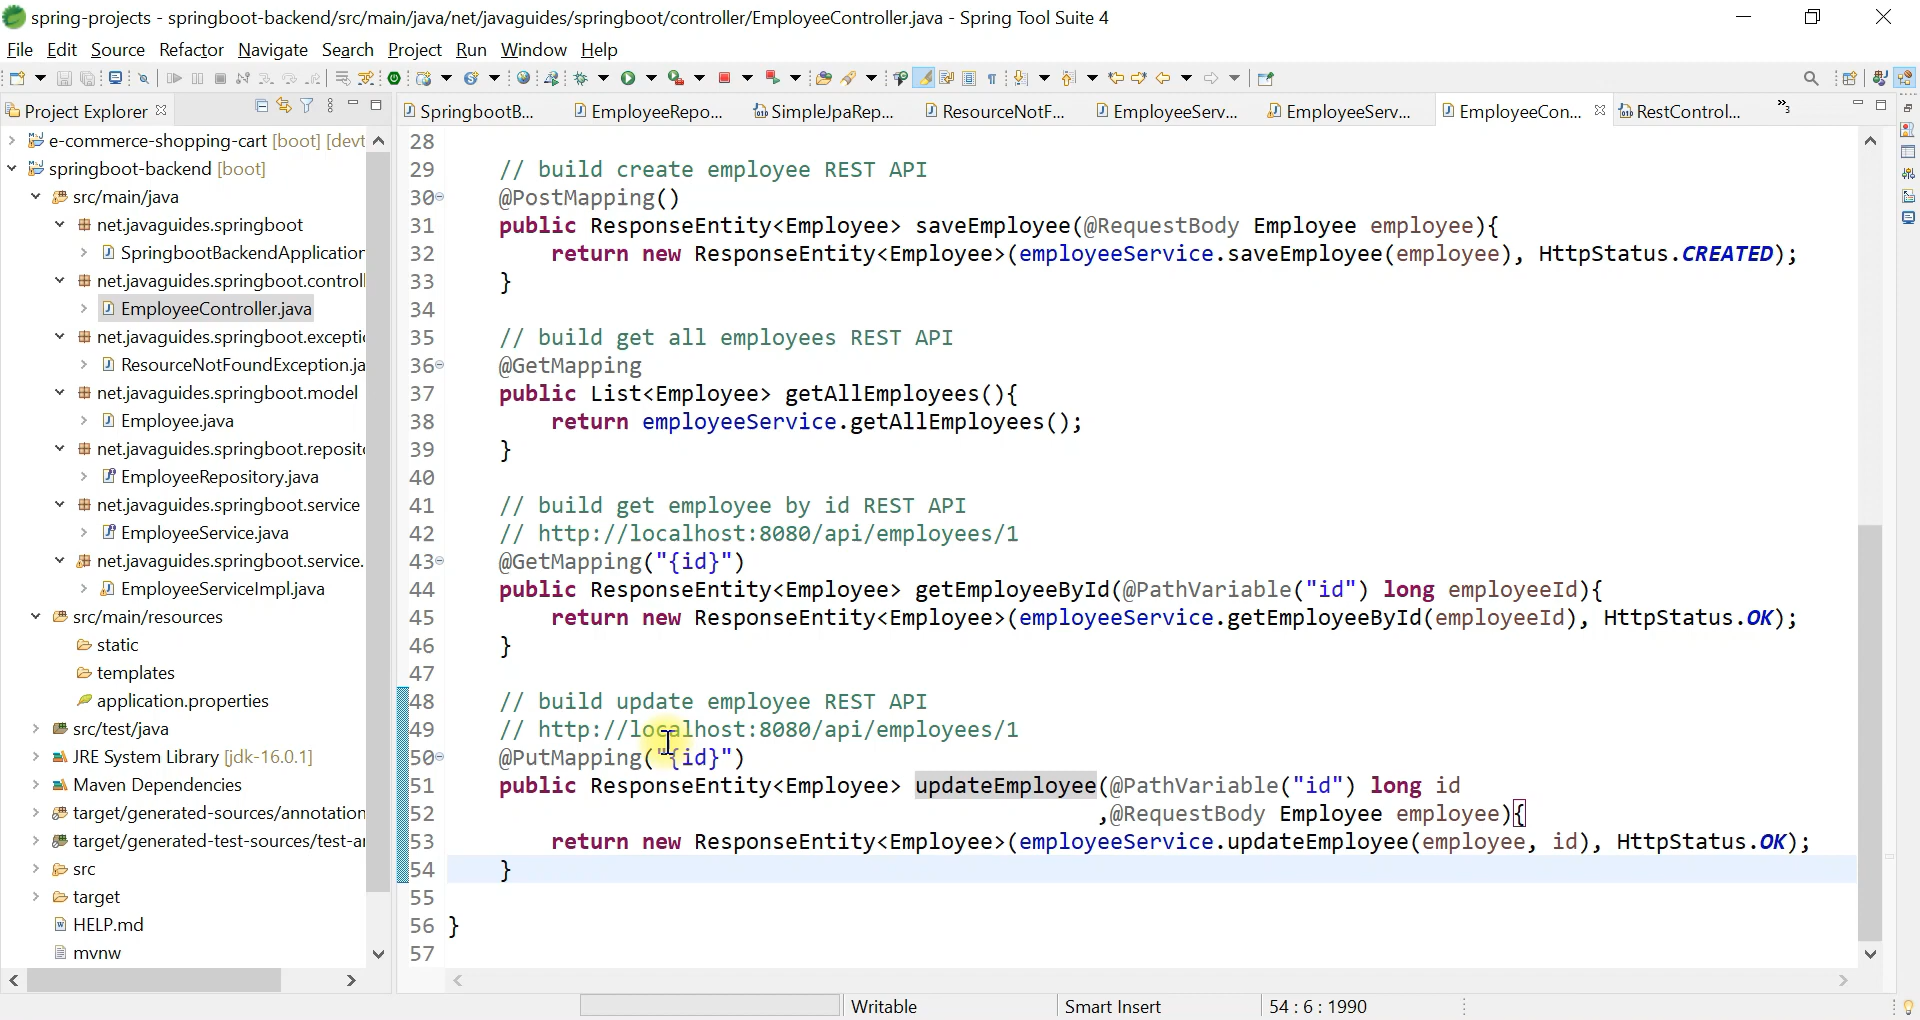 spring-projects - springboot-backend/src/main/java/net/javaguides/springboot/controller/EmployeeController.java - Spring Tool Suite 4
File Edit Source Refactor Navigate Search Project Run Window Help
Project Explorer
SpringbootB... EmployeeRepo... SimpleJpaRep... ResourceNotF... EmployeeServ... EmployeeServ... EmployeeCon... RestControl... »3
e-commerce-shopping-cart [boot] [devt
springboot-backend [boot]
src/main/java
net.javaguides.springboot
SpringbootBackendApplication
net.javaguides.springboot.control
EmployeeController.java
net.javaguides.springboot.excepti
ResourceNotFoundException.ja
net.javaguides.springboot.model
Employee.java
net.javaguides.springboot.reposit
EmployeeRepository.java
net.javaguides.springboot.service
EmployeeService.java
net.javaguides.springboot.service.
EmployeeServiceImpl.java
src/main/resources
static
templates
application.properties
src/test/java
JRE System Library [jdk-16.0.1]
Maven Dependencies
target/generated-sources/annotation
target/generated-test-sources/test-a
src
target
HELP.md
mvnw
28
29 // build create employee REST API
30 @PostMapping()
31 public ResponseEntity<Employee> saveEmployee(@RequestBody Employee employee){
32 return new ResponseEntity<Employee>(employeeService.saveEmployee(employee), HttpStatus.CREATED);
33 }
34
35 // build get all employees REST API
36 @GetMapping
37 public List<Employee> getAllEmployees(){
38 return employeeService.getAllEmployees();
39 }
40
41 // build get employee by id REST API
42 // http://localhost:8080/api/employees/1
43 @GetMapping("{id}")
44 public ResponseEntity<Employee> getEmployeeById(@PathVariable("id") long employeeId){
45 return new ResponseEntity<Employee>(employeeService.getEmployeeById(employeeId), HttpStatus.OK);
46 }
47
48 // build update employee REST API
49 // http://localhost:8080/api/employees/1
50 @PutMapping("{id}")
51 public ResponseEntity<Employee> updateEmployee(@PathVariable("id") long id
52 ,@RequestBody Employee employee){
53 return new ResponseEntity<Employee>(employeeService.updateEmployee(employee, id), HttpStatus.OK);
54 }
55
56 }
57
Writable Smart Insert 54 : 6 : 1990